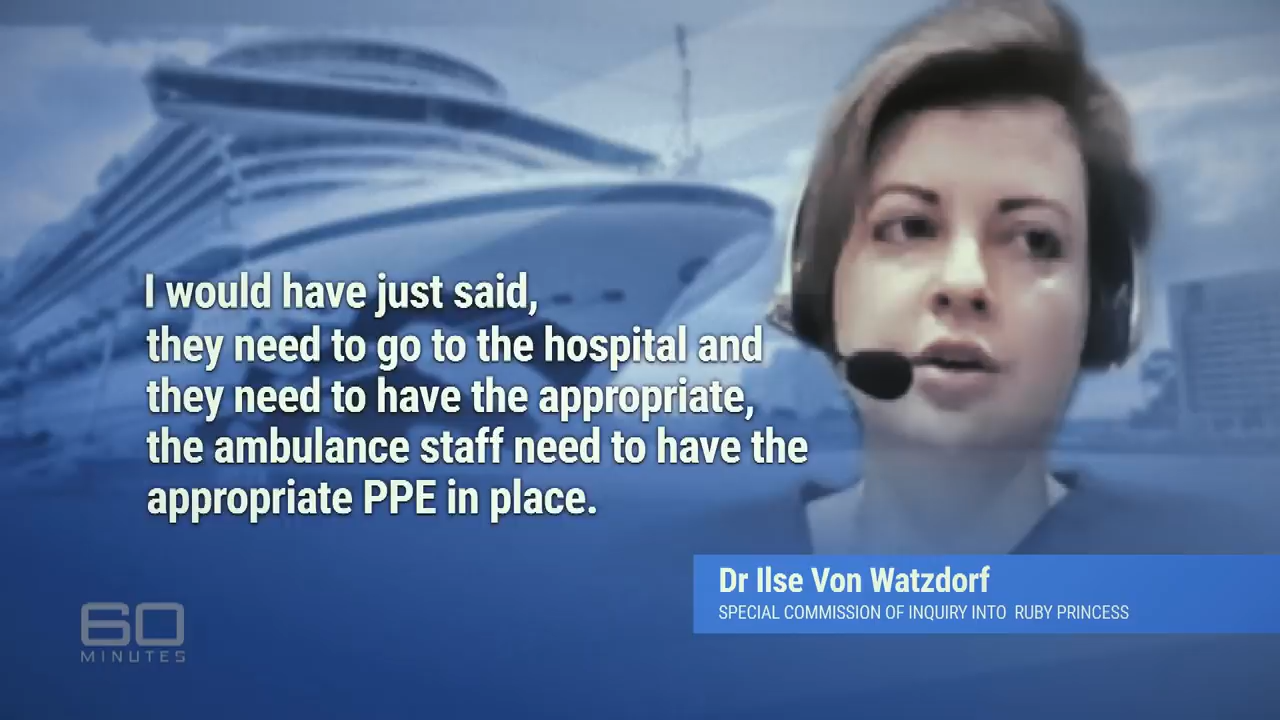 I would have just said,
they need to go to the hospital and
they need to have the appropriate,
the ambulance staff need to have the
appropriate PPE in place.
Dr Ilse Von Watzdorf
SPECIAL COMMISSION OF INQUIRY INTO RUBY PRINCESS
60
MINUTES